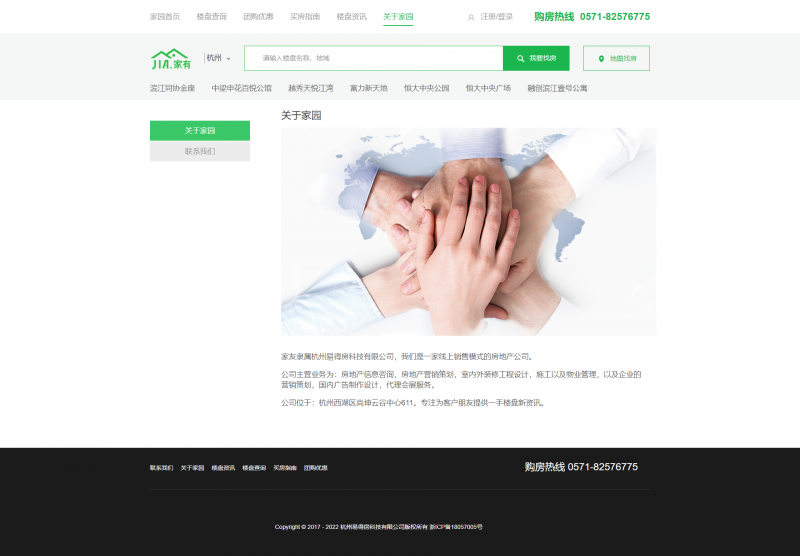 家园首页 楼盘查询 团购优惠 买房指南 楼盘资讯 关于家园 注册/登录 购房热线 0571-82576775
JIA.家有 杭州 请输入楼盘名称、地域 我要找房 地图找房
滨江同协金座 中梁申花百悦公馆 越秀天悦江湾 富力新天地 恒大中央公园 恒大中央广场 融创滨江壹号公寓
关于家园
关于家园
联系我们
家友隶属杭州易得房科技有限公司，我们是一家线上销售模式的房地产公司。
公司主营业务为：房地产信息咨询，房地产营销策划，室内外装修工程设计，施工以及物业管理，以及企业的
营销策划，国内广告制作设计，代理会展服务。
公司位于：杭州西湖区尚坤云谷中心611。专注为客户朋友提供一手楼盘新资讯。
联系我们 关于家园 楼盘资讯 楼盘查询 买房指南 团购优惠 购房热线 0571-82576775
Copyright © 2017 - 2022 杭州易得房科技有限公司版权所有 浙ICP备18057005号